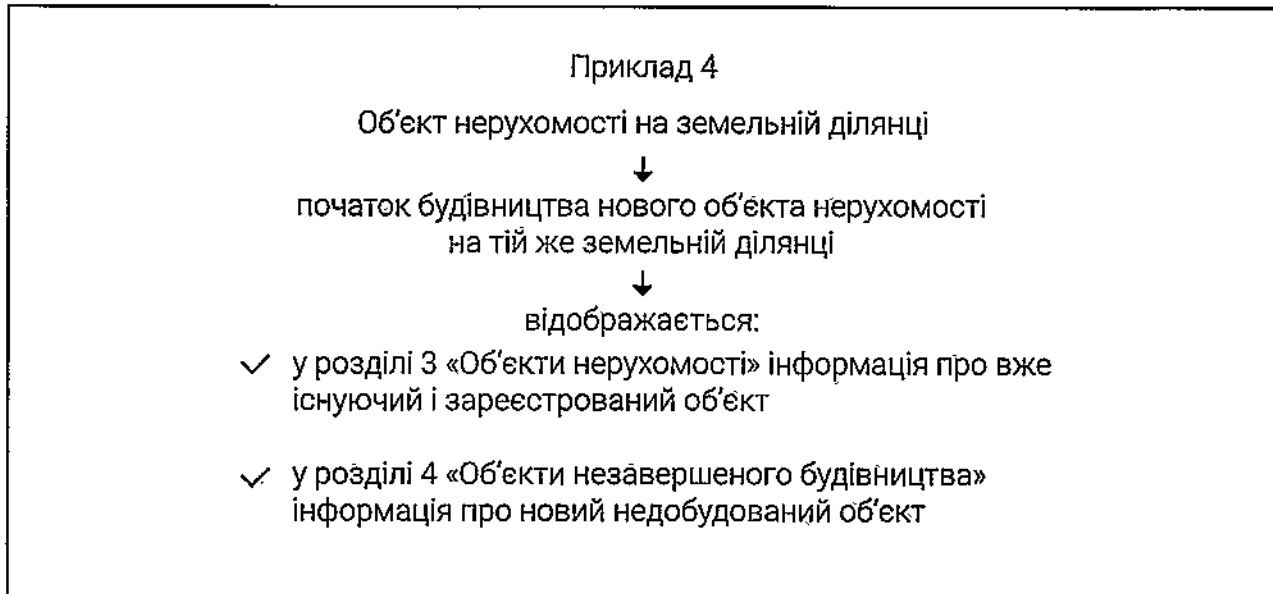 Приклад 4
Об'єкт нерухомості на земельній ділянці
↓
початок будівництва нового об'єкта нерухомості
на тій же земельній ділянці
↓
відображається:
✓ у розділі 3 «Об'єкти нерухомості» інформація про вже
існуючий і зареєстрований об'єкт
✓ у розділі 4 «Об'єкти незавершеного будівництва»
інформація про новий недобудований об'єкт